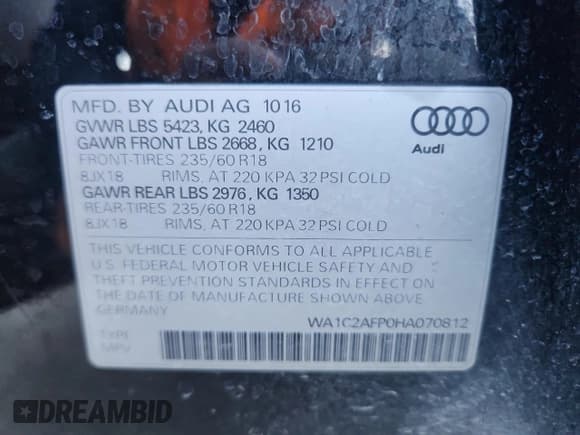 MFD. BY AUDI AG 10 16
GVWR LBS 5423, KG 2460
GAWR FRONT LBS 2668, KG 1210
FRONT-TIRES 235/60 R18
8JX18 RIMS, AT 220 KPA 32 PSI COLD
GAWR REAR LBS 2976, KG 1350
REAR-TIRES 235/60 R18
8JX18 RIMS, AT 220 KPA 32 PSI COLD
THIS VEHICLE CONFORMS TO ALL APPLICABLE
U.S. FEDERAL MOTOR VEHICLE SAFETY AND
THEFT PREVENTION STANDARDS IN EFFECT ON
THE DATE OF MANUFACTURE SHOWN ABOVE.
GERMANY
WA1C2AFP0HA070812
TYPE
MPV
Audi
DREAMBID